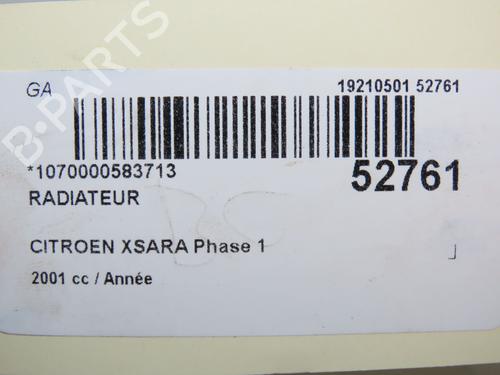 GA
19210501 52761
*1070000583713
52761
RADIATEUR
CITROEN XSARA Phase 1
2001 cc / Année
B-PARTS